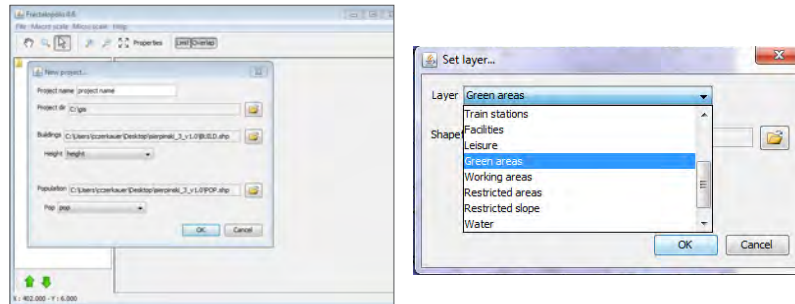 Fractalopolis 0.6
File Macro scale Micro scale Help
Properties Limit Overlap
New project...
Project name project name
Project dir C:\gis
Buildings C:\Users\cczerkauer\Desktop\sierpinski_3_v1.0\BUILD.shp
Height height
Population C:\Users\cczerkauer\Desktop\sierpinski_3_v1.0\POP.shp
Pop pop
OK Cancel
X : 402.000 - Y : 6.000
Set layer...
Layer Green areas
Train stations
Facilities
Leisure
Green areas
Working areas
Restricted areas
Restricted slope
Water
OK Cancel